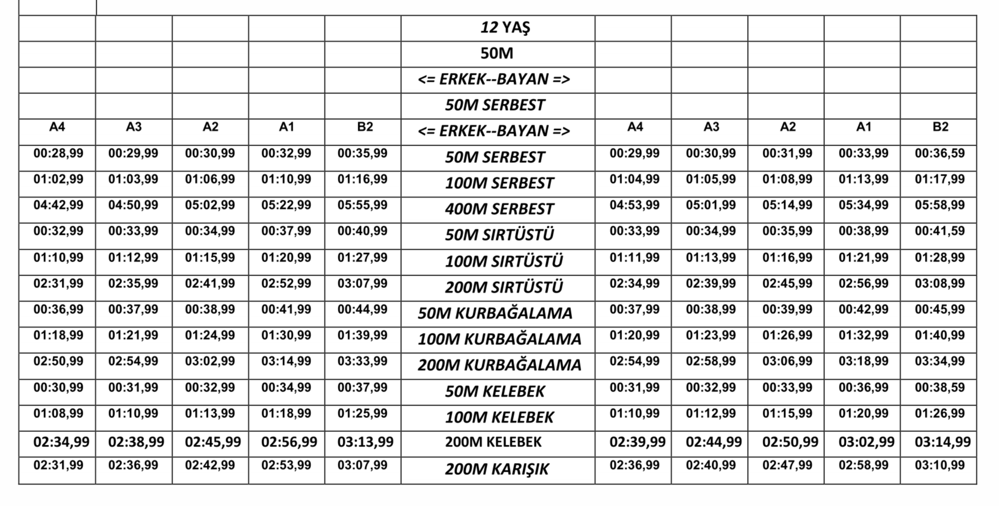 12 YAŞ
50M
<= ERKEK--BAYAN =>
50M SERBEST
A4 A3 A2 A1 B2 <= ERKEK--BAYAN => A4 A3 A2 A1 B2
00:28,99 00:29,99 00:30,99 00:32,99 00:35,99 50M SERBEST 00:29,99 00:30,99 00:31,99 00:33,99 00:36,59
01:02,99 01:03,99 01:06,99 01:10,99 01:16,99 100M SERBEST 01:04,99 01:05,99 01:08,99 01:13,99 01:17,99
04:42,99 04:50,99 05:02,99 05:22,99 05:55,99 400M SERBEST 04:53,99 05:01,99 05:14,99 05:34,99 05:58,99
00:32,99 00:33,99 00:34,99 00:37,99 00:40,99 50M SIRTÜSTÜ 00:33,99 00:34,99 00:35,99 00:38,99 00:41,59
01:10,99 01:12,99 01:15,99 01:20,99 01:27,99 100M SIRTÜSTÜ 01:11,99 01:13,99 01:16,99 01:21,99 01:28,99
02:31,99 02:35,99 02:41,99 02:52,99 03:07,99 200M SIRTÜSTÜ 02:34,99 02:39,99 02:45,99 02:56,99 03:08,99
00:36,99 00:37,99 00:38,99 00:41,99 00:44,99 50M KURBAĞALAMA 00:37,99 00:38,99 00:39,99 00:42,99 00:45,99
01:18,99 01:21,99 01:24,99 01:30,99 01:39,99 100M KURBAĞALAMA 01:20,99 01:23,99 01:26,99 01:32,99 01:40,99
02:50,99 02:54,99 03:02,99 03:14,99 03:33,99 200M KURBAĞALAMA 02:54,99 02:58,99 03:06,99 03:18,99 03:34,99
00:30,99 00:31,99 00:32,99 00:34,99 00:37,99 50M KELEBEK 00:31,99 00:32,99 00:33,99 00:36,99 00:38,59
01:08,99 01:10,99 01:13,99 01:18,99 01:25,99 100M KELEBEK 01:10,99 01:12,99 01:15,99 01:20,99 01:26,99
02:34,99 02:38,99 02:45,99 02:56,99 03:13,99 200M KELEBEK 02:39,99 02:44,99 02:50,99 03:02,99 03:14,99
02:31,99 02:36,99 02:42,99 02:53,99 03:07,99 200M KARIŞIK 02:36,99 02:40,99 02:47,99 02:58,99 03:10,99